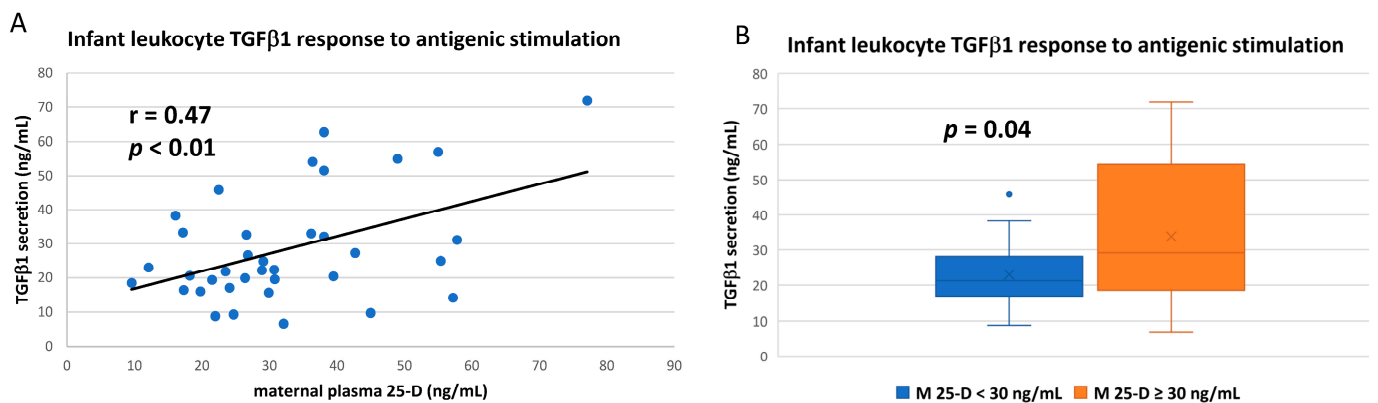 A
Infant leukocyte TGFβ1 response to antigenic stimulation
TGFβ1 secretion (ng/mL)
80
70
60
50
40
30
20
10
0
r = 0.47
p < 0.01
0 10 20 30 40 50 60 70 80 90
maternal plasma 25-D (ng/mL)
B
Infant leukocyte TGFβ1 response to antigenic stimulation
TGFβ1 secretion (ng/mL)
80
70
60
50
40
30
20
10
0
p = 0.04
M 25-D < 30 ng/mL M 25-D ≥ 30 ng/mL